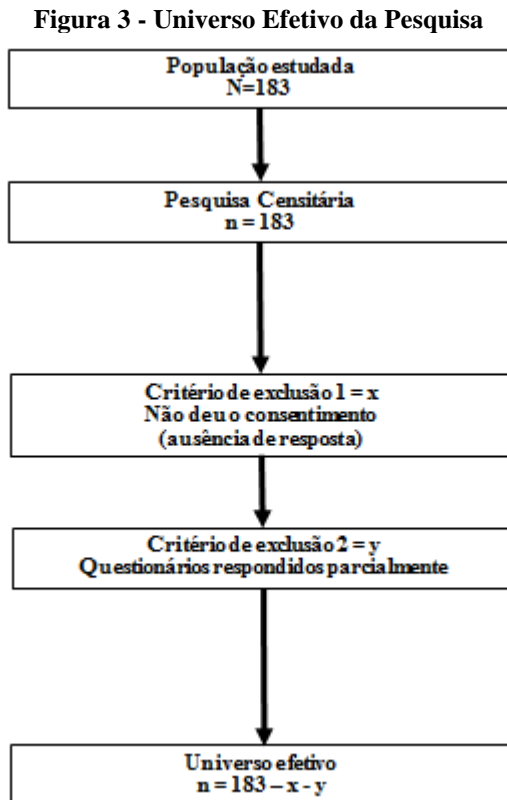 Figura 3 - Universo Efetivo da Pesquisa
População estudada
N=183
Pesquisa Censitária
n = 183
Critério de exclusão 1 = x
Não deu o consentimento
(ausência de resposta)
Critério de exclusão 2 = y
Questionários respondidos parcialmente
Universo efetivo
n = 183 – x - y